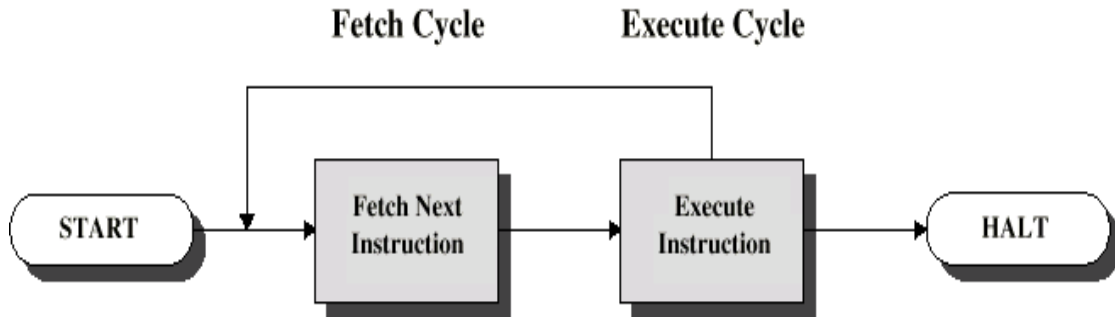 Fetch Cycle
Execute Cycle
START
Fetch Next
Instruction
Execute
Instruction
HALT